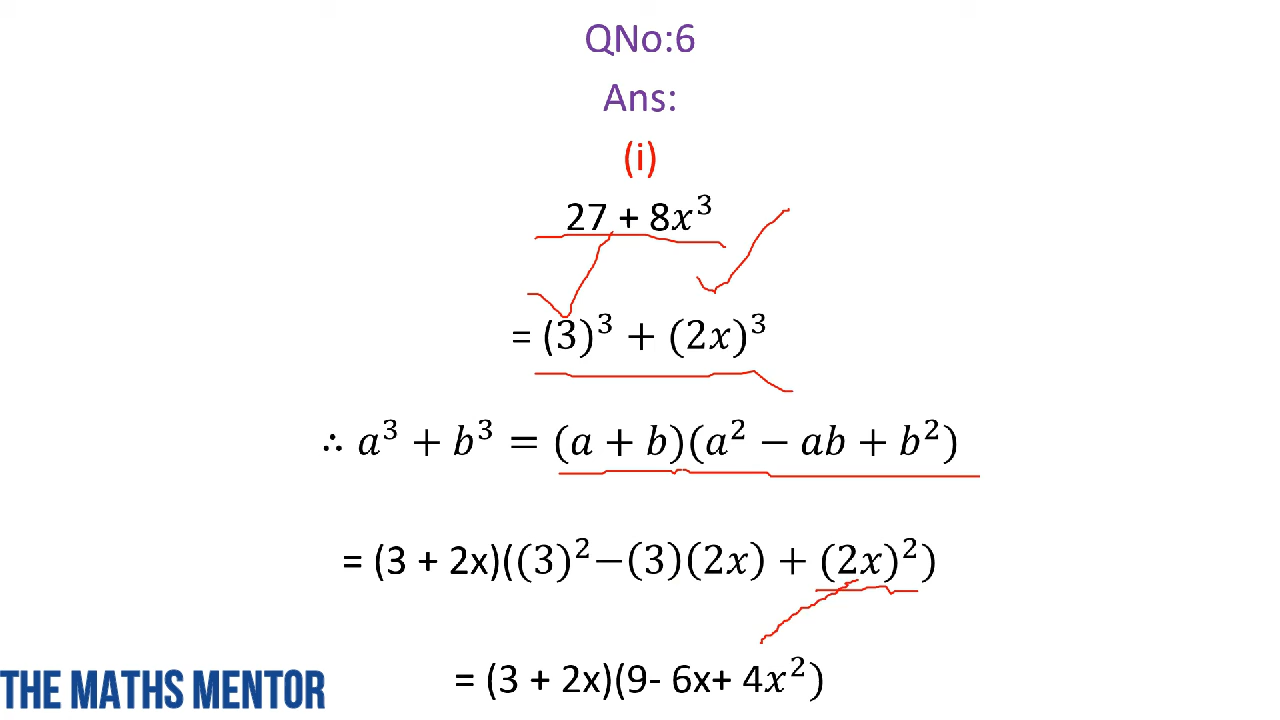 QNo:6
Ans:
(i)
27 + 8x³
= (3)³ + (2x)³
∴ a³ + b³ = (a + b)(a² − ab + b²)
= (3 + 2x)((3)²−(3)(2x) + (2x)²)
= (3 + 2x)(9- 6x+ 4x²)
THE MATHS MENTOR